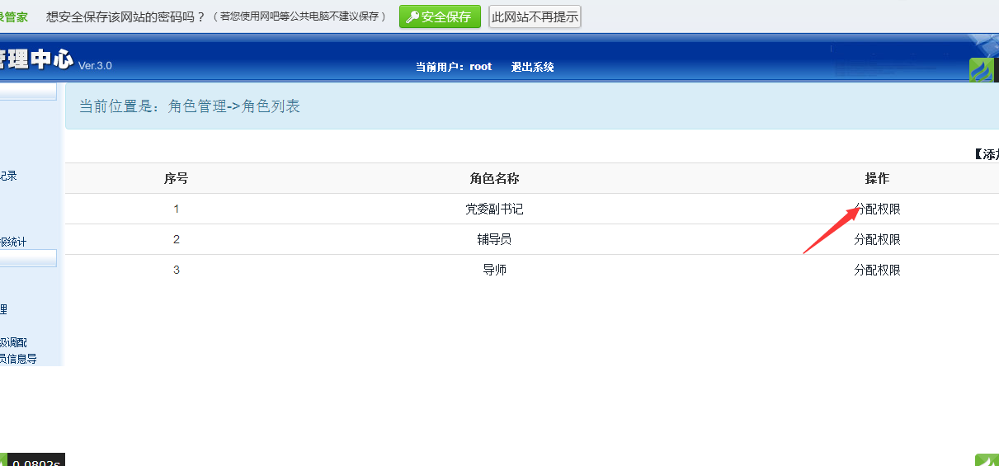 录管家 想安全保存该网站的密码吗？（若您使用网吧等公共电脑不建议保存） 安全保存 此网站不再提示
管理中心 Ver.3.0
当前用户：root 退出系统
当前位置是：角色管理->角色列表
【添加
序号 角色名称 操作
1 党委副书记 分配权限
2 辅导员 分配权限
3 导师 分配权限
记录
报统计
理
级调配
员信息导
0.0802s